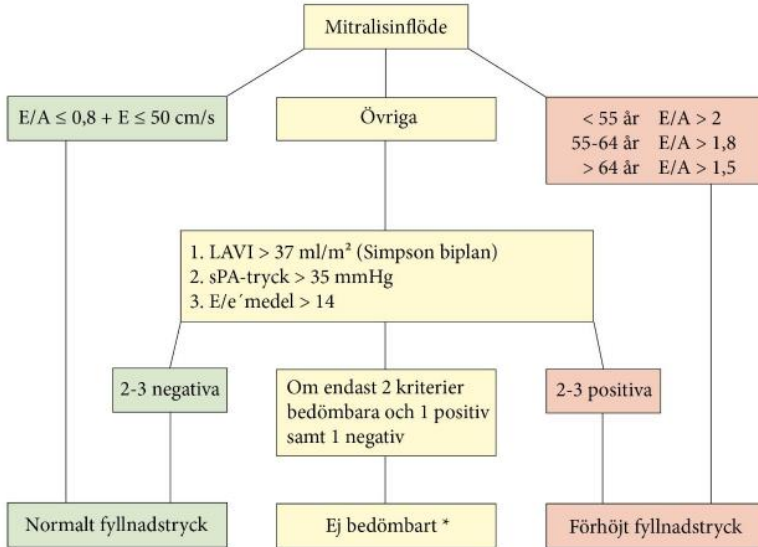 Mitralisinflöde
E/A ≤ 0,8 + E ≤ 50 cm/s
Övriga
< 55 år E/A > 2
55-64 år E/A > 1,8
> 64 år E/A > 1,5
1. LAVI > 37 ml/m² (Simpson biplan)
2. sPA-tryck > 35 mmHg
3. E/e´medel > 14
2-3 negativa
Om endast 2 kriterier
bedömbara och 1 positiv
samt 1 negativ
2-3 positiva
Normalt fyllnadstryck
Ej bedömbart *
Förhöjt fyllnadstryck